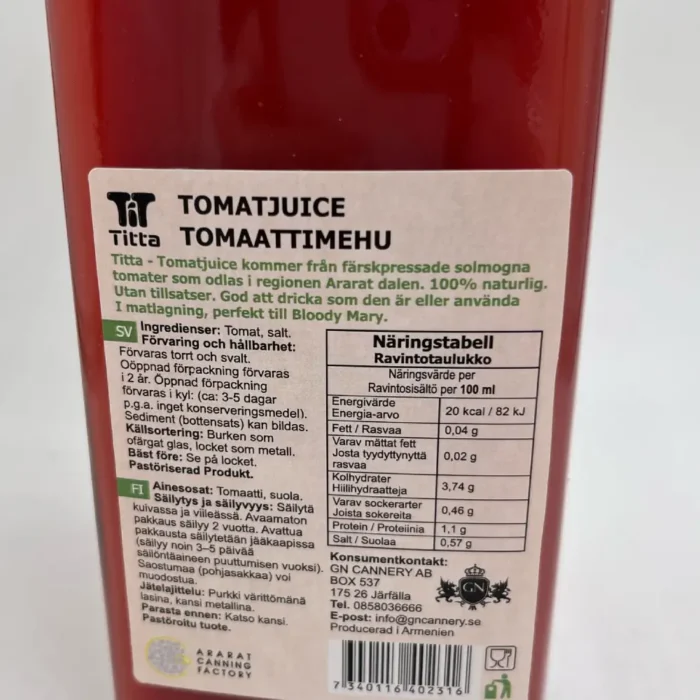 TiT
Titta
TOMATJUICE
TOMAATTIMEHU
Titta - Tomatjuice kommer från färskpressade solmogna
tomater som odlas i regionen Ararat dalen. 100% naturlig.
Utan tillsatser. God att dricka som den är eller använda
I matlagning, perfekt till Bloody Mary.
SV Ingredienser: Tomat, salt.
Förvaring och hållbarhet:
Förvaras torrt och svalt.
Oöppnad förpackning förvaras
i 2 år. Öppnad förpackning
förvaras i kyl: (ca: 3-5 dagar
p.g.a. inget konserveringsmedel).
Sediment (bottensats) kan bildas.
Källsortering: Burken som
ofärgat glas, locket som metall.
Bäst före: Se på locket.
Pastöriserad Produkt.
FI Ainesosat: Tomaatti, suola.
Säilytys ja säilyvyys: Säilytä
kuivassa ja viileässä. Avaamaton
pakkaus säilyy 2 vuotta. Avattua
pakkausta säilytetään jääkaapissa
(säilyy noin 3–5 päivää
säilöntäaineen puuttumisen vuoksi).
Saostumaa (pohjasakkaa) voi
muodostua.
Jätelajittelu: Purkki värittömänä
lasina, kansi metallina.
Parasta ennen: Katso kansi.
Pastöroitu tuote.
Näringstabell
Ravintotaulukko
Näringsvärde per
Ravintosisältö per 100 ml
Energivärde
Energia-arvo
20 kcal / 82 kJ
Fett / Rasvaa 0,04 g
Varav mättat fett
Josta tyydyttynyttä
rasvaa
0,02 g
Kolhydrater
Hiilihydraatteja
3,74 g
Varav sockerarter
Joista sokereita
0,46 g
Protein / Proteiinia 1,1 g
Salt / Suolaa 0,57 g
Konsumentkontakt:
GN CANNERY AB
BOX 537
175 26 Järfälla
Tel. 0858036666
E-post: info@gncannery.se
Producerad i Armenien
GN
ARARAT
CANNING
FACTORY
7 340116 402316